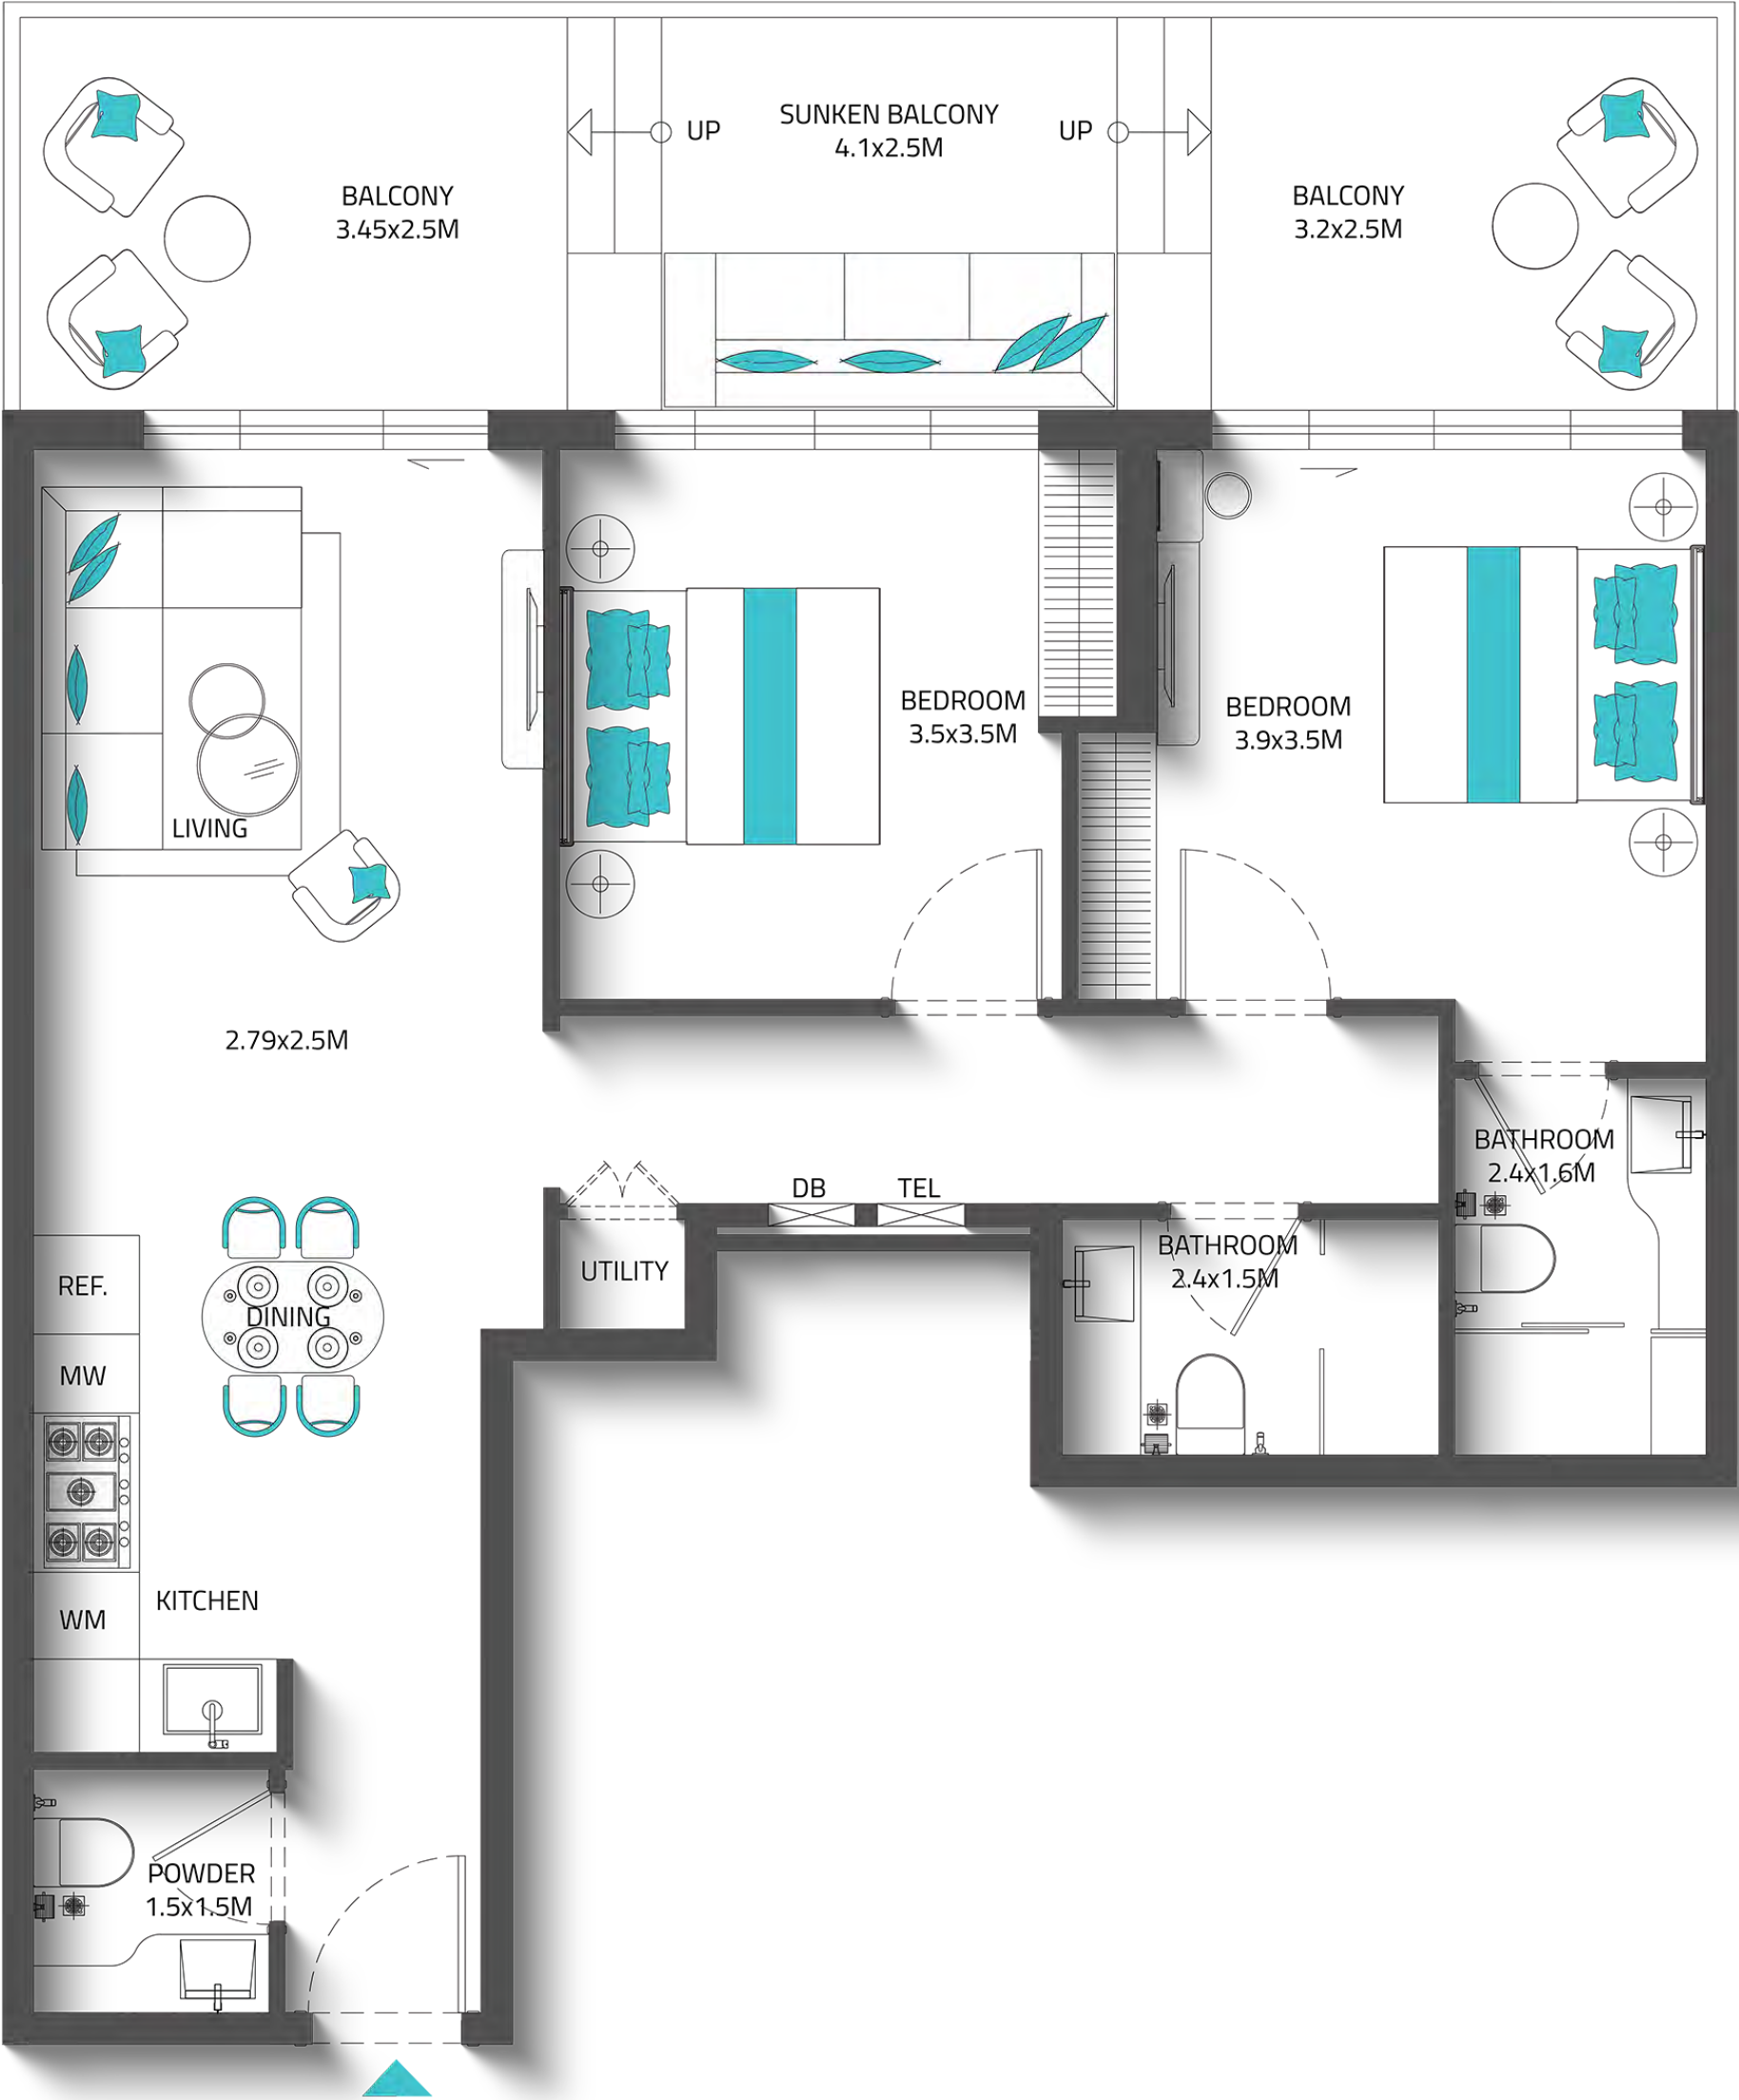 SUNKEN BALCONY
4.1x2.5M
UP
UP
BALCONY
3.45x2.5M
BALCONY
3.2x2.5M
BEDROOM
3.5x3.5M
BEDROOM
3.9x3.5M
LIVING
2.79x2.5M
BATHROOM
2.4x1.6M
DB
TEL
BATHROOM
2.4x1.5M
UTILITY
REF.
DINING
MW
KITCHEN
WM
POWDER
1.5x1.5M